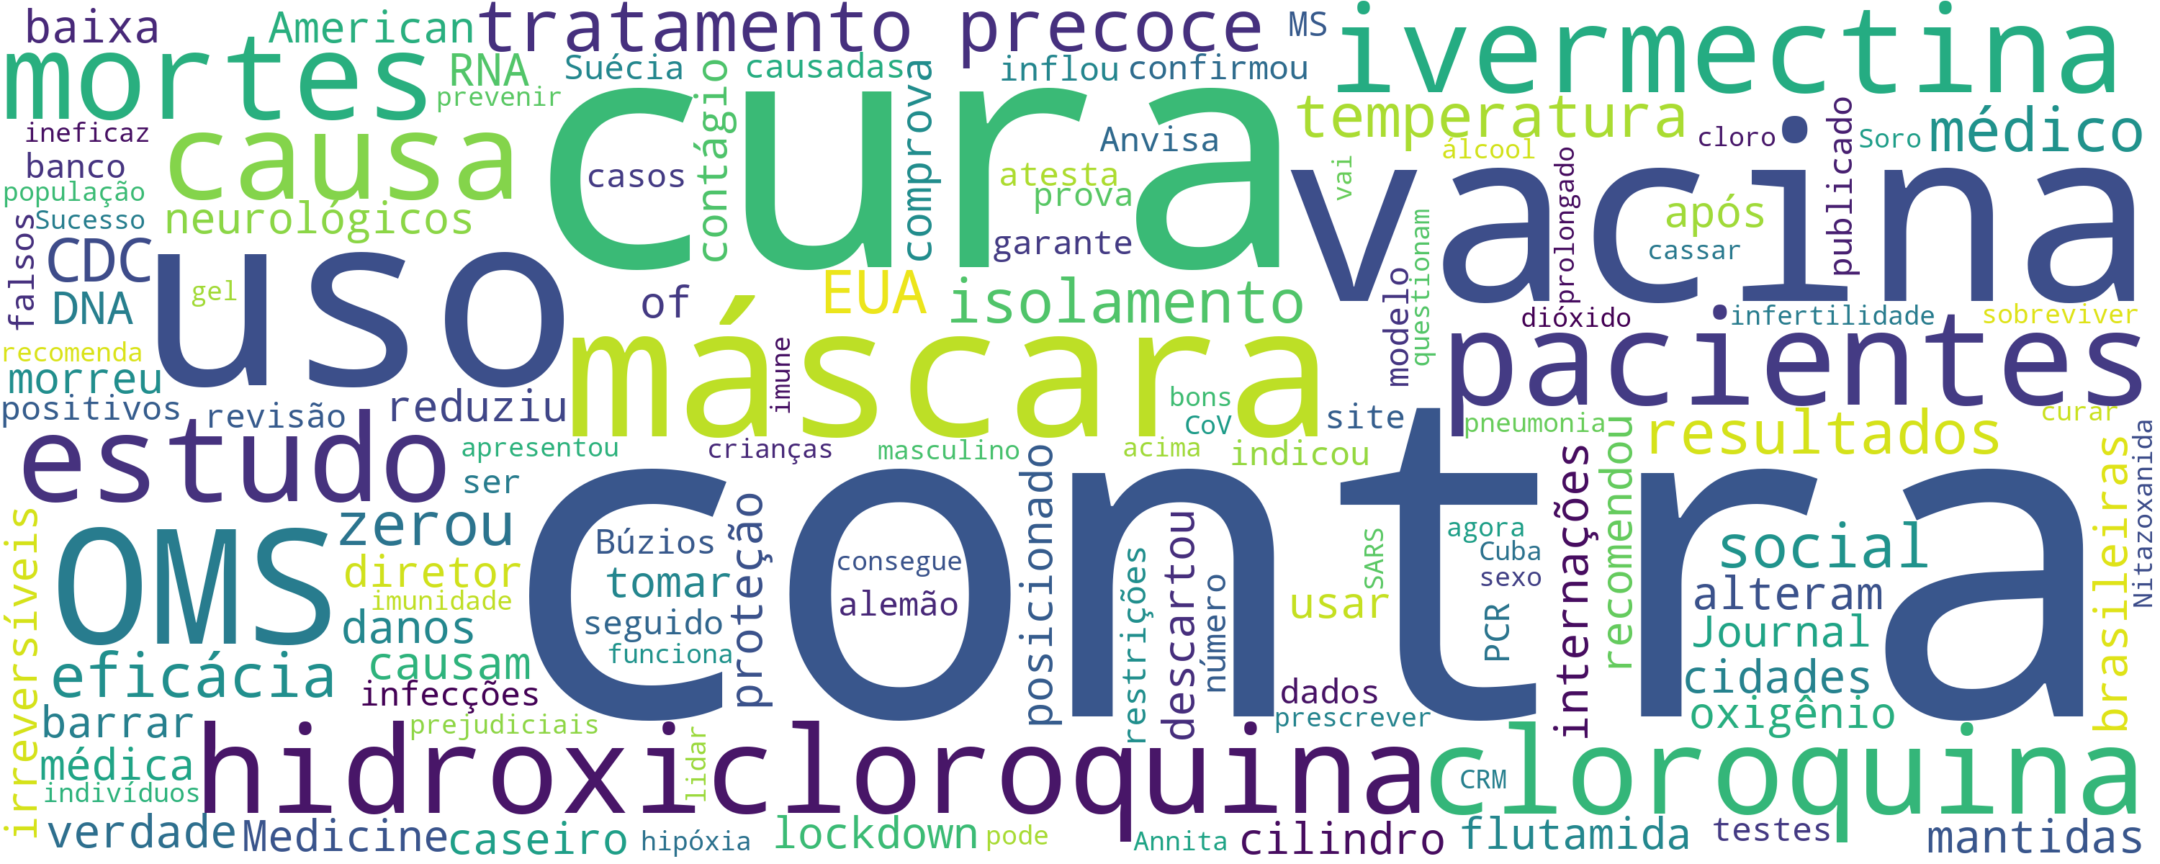 baixa
American
tratamento precoce
MS
ivermectina
mortes
RNA
Suécia
causadas
inflou
confirmou
prevenir
cura
contágio
comprova
temperatura
ineficaz
causa
Anvisa
cloro
Soro
médico
banco
casos
atesta
prova
vai
álcool
prolongado
publicado
população
Sucesso
neurológicos
garante
vacina
após
falsos
CDC
uso
cassar
questionam
modelo
gel
DNA
of
EUA
isolamento
dióxido
infertilidade
sobreviver
recomenda
morreu
máscara
imune
pacientes
positivos
revisão
reduziu
bons
CoV
site
pneumonia
curar
estudo
apresentou
crianças
masculino
acima
indicou
resultados
ser
posicionado
internações
recomendou
brasileiras
Nitazoxanida
OMS
zerou
contra
proteção
Búzios
consegue
descartou
SARS
agora
Cuba
sexo
social
irreversíveis
diretor
imunidade
tomar
alemão
restrições
número
usar
PCR
alteram
danos
seguido
funciona
Journal
eficácia
causam
infecções
dados
cidades
barrar
prejudiciais
prescrever
oxigênio
médica
hidroxicloroquina
lidar
cloroquina
CRM
indivíduos
verdade
Medicine
caseiro
hipóxia
lockdown
pode
Annita
cilindro
flutamida
testes
mantidas